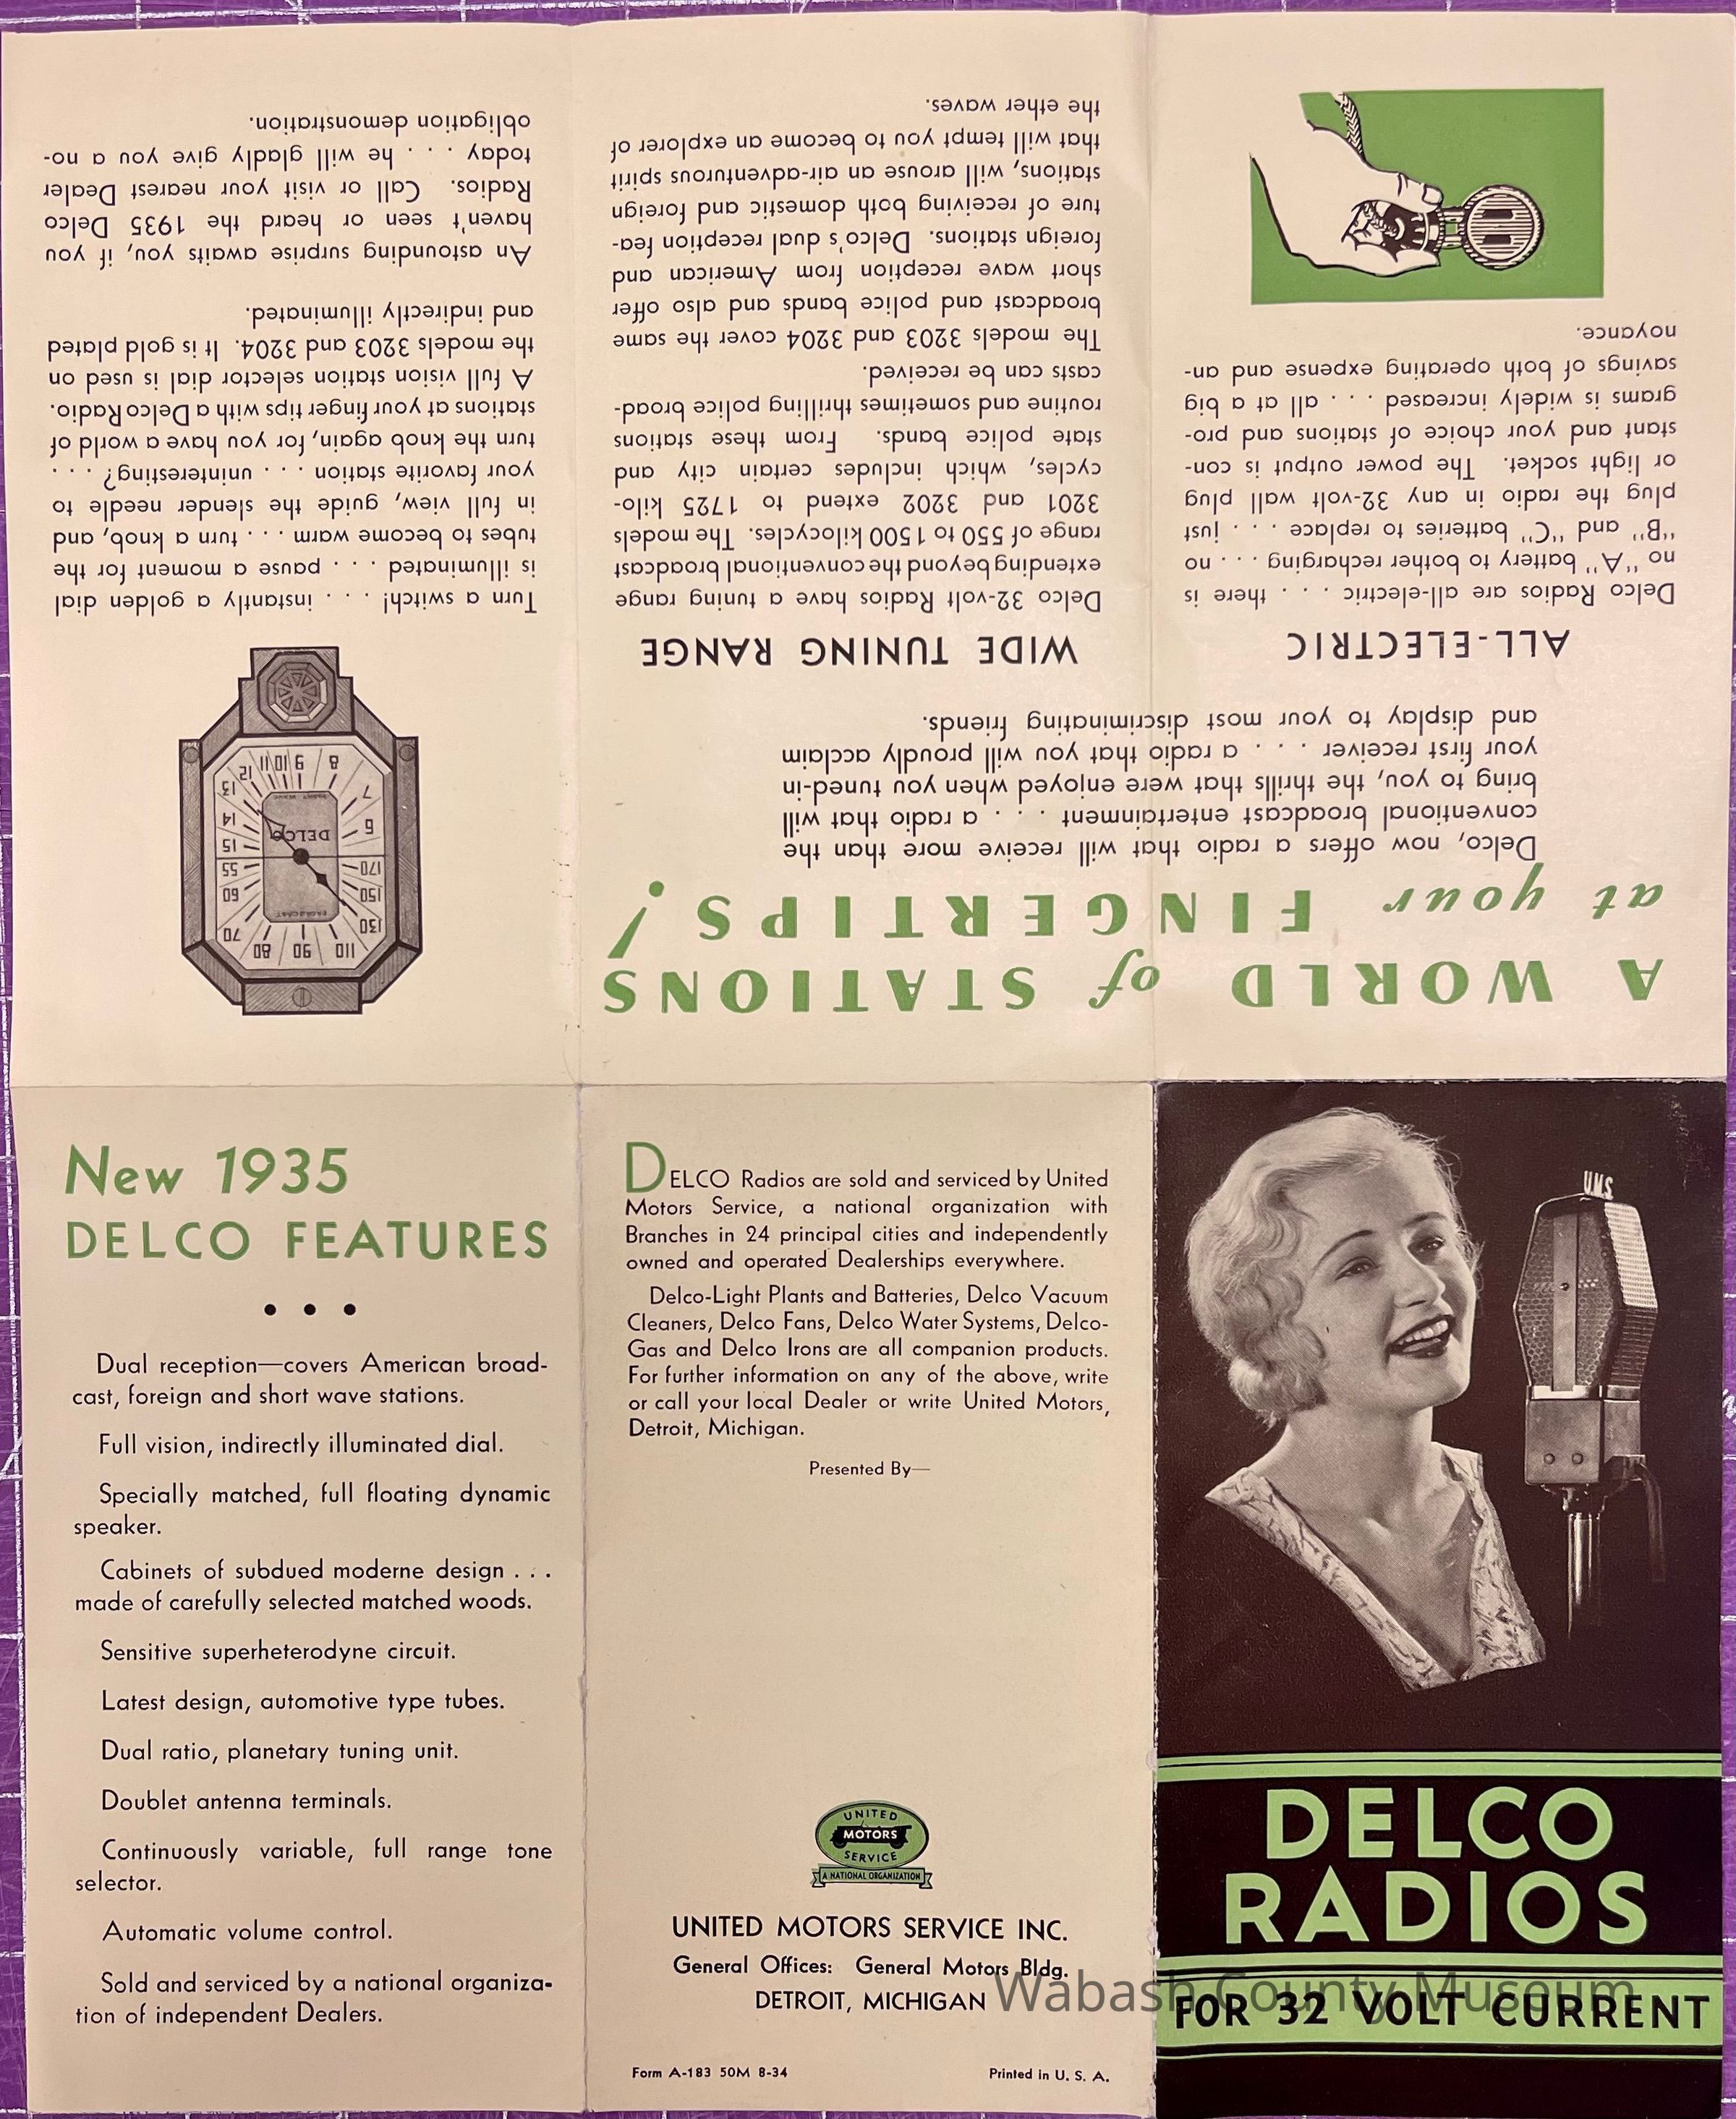 A WORLD of STATIONS
at your FINGERTIPS!
Delco, now offers a radio that will receive more than the
conventional broadcast entertainment . . . a radio that will
bring to you, the thrills that were enjoyed when you tuned-in
your first receiver . . . a radio that you will proudly acclaim
and display to your most discriminating friends.
ALL-ELECTRIC
Delco Radios are all-electric . . . there is
no "A" battery to bother recharging . . . no
"B" and "C" batteries to replace . . . just
plug the radio in any 32-volt wall plug
or light socket. The power output is con-
stant and your choice of stations and pro-
grams is widely increased . . . all at a big
savings of both operating expense and an-
noyance.
WIDE TUNING RANGE
Delco 32-volt Radios have a tuning range
extending beyond the conventional broadcast
range of 550 to 1500 kilocycles. The models
3201 and 3202 extend to 1725 kilo-
cycles, which includes certain city and
state police bands. From these stations
routine and sometimes thrilling police broad-
casts can be received.
The models 3203 and 3204 cover the same
broadcast and police bands and also offer
short wave reception from American and
foreign stations. Delco's dual reception fea-
ture of receiving both domestic and foreign
stations, will arouse an air-adventurous spirit
that will tempt you to become an explorer of
the ether waves.
110 90 80
130 70
150 60
170 55
DELCO
6 15
7 14
8 9 10 11 12 13
Turn a switch! . . . instantly a golden dial
is illuminated . . . pause a moment for the
tubes to become warm . . . turn a knob, and
in full view, guide the slender needle to
your favorite station . . . uninteresting? . . .
turn the knob again, for you have a world of
stations at your finger tips with a Delco Radio.
A full vision station selector dial is used on
the models 3203 and 3204. It is gold plated
and indirectly illuminated.
An astounding surprise awaits you, if you
haven't seen or heard the 1935 Delco
Radios. Call or visit your nearest Dealer
today . . . he will gladly give you a no-
obligation demonstration.
New 1935
DELCO FEATURES
• • •
Dual reception—covers American broad-
cast, foreign and short wave stations.
Full vision, indirectly illuminated dial.
Specially matched, full floating dynamic
speaker.
Cabinets of subdued moderne design . . .
made of carefully selected matched woods.
Sensitive superheterodyne circuit.
Latest design, automotive type tubes.
Dual ratio, planetary tuning unit.
Doublet antenna terminals.
Continuously variable, full range tone
selector.
Automatic volume control.
Sold and serviced by a national organiza-
tion of independent Dealers.
DELCO Radios are sold and serviced by United
Motors Service, a national organization with
Branches in 24 principal cities and independently
owned and operated Dealerships everywhere.
Delco-Light Plants and Batteries, Delco Vacuum
Cleaners, Delco Fans, Delco Water Systems, Delco-
Gas and Delco Irons are all companion products.
For further information on any of the above, write
or call your local Dealer or write United Motors,
Detroit, Michigan.
Presented By—
UNITED
MOTORS
SERVICE
A NATIONAL ORGANIZATION
UNITED MOTORS SERVICE INC.
General Offices: General Motors Bldg.
DETROIT, MICHIGAN
Form A-183 50M 8-34 Printed in U. S. A.
U.M.S.
DELCO
RADIOS
FOR 32 VOLT CURRENT
Wabash County Museum